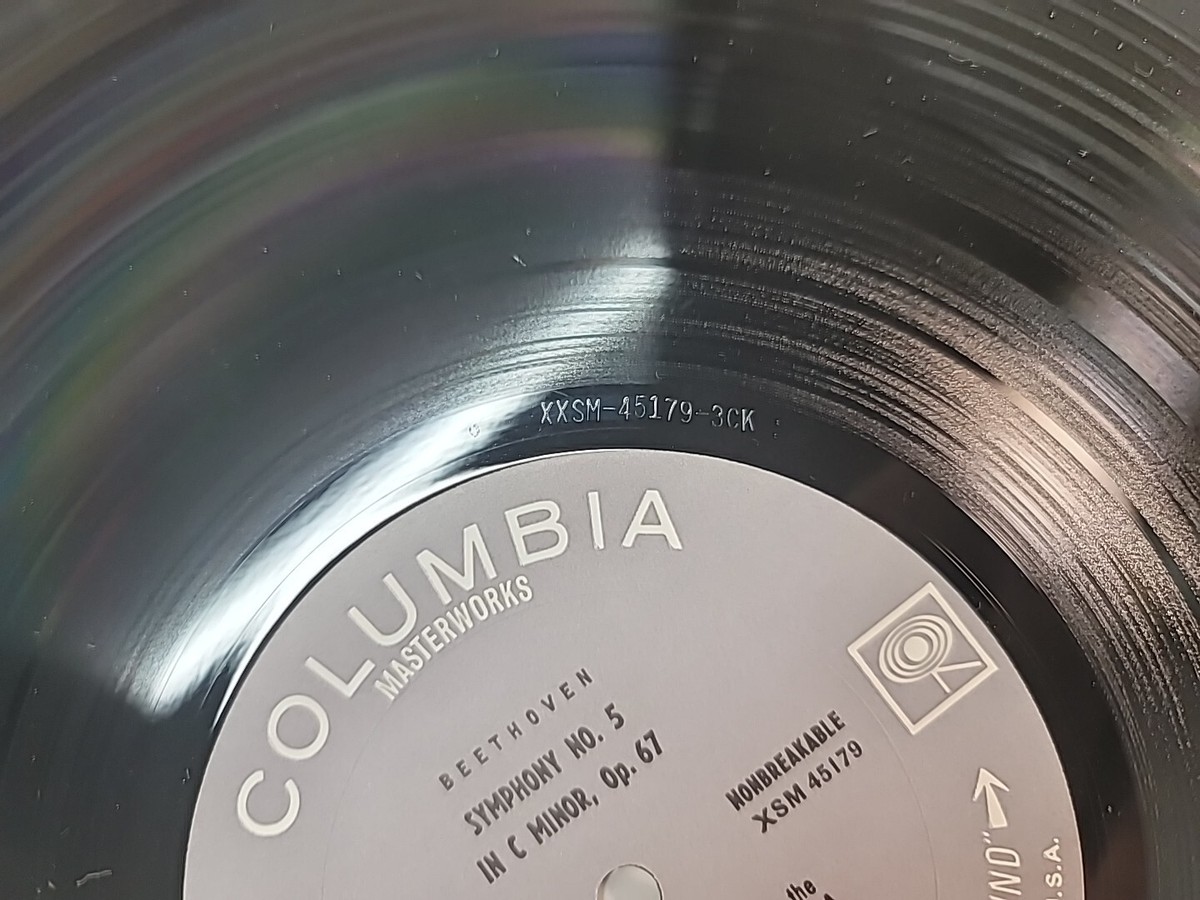 XXSM-45179-3CK
COLUMBIA
MASTERWORKS
BEETHOVEN
SYMPHONY NO. 5
IN C MINOR, Op. 67
NONBREAKABLE
XSM 45179
the